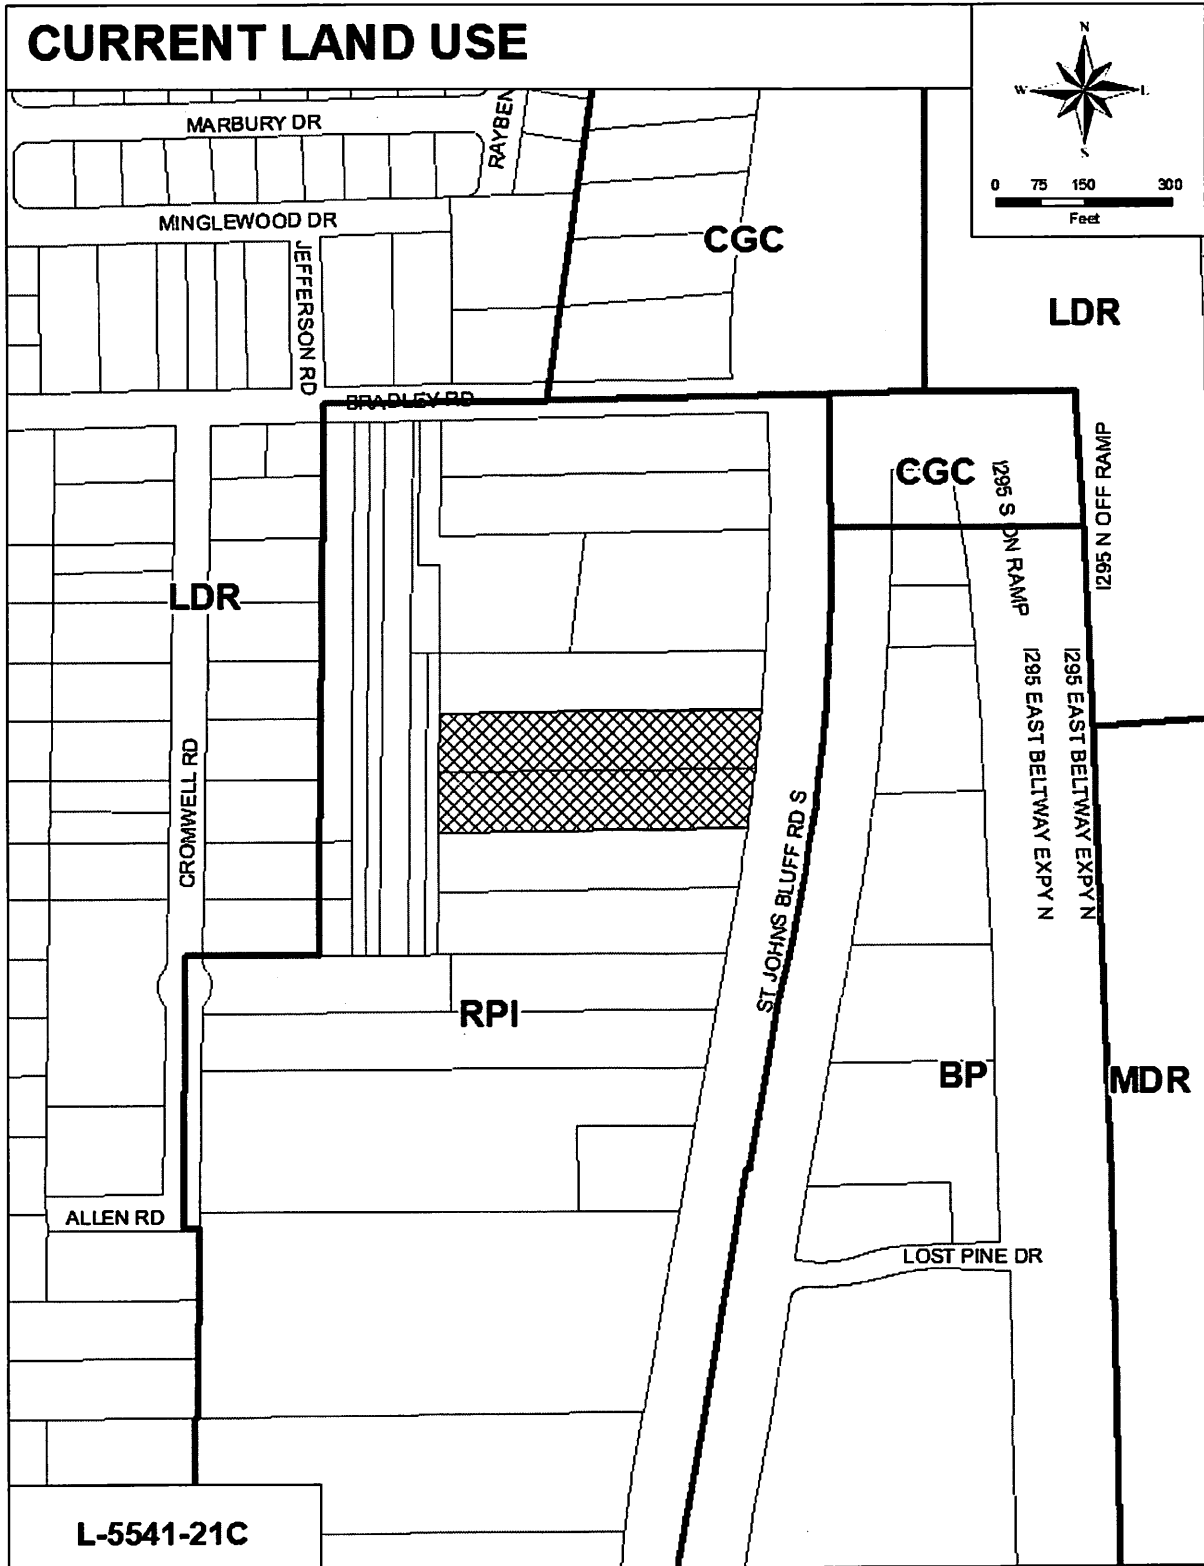 CURRENT LAND USE
N
W
L
S
0 75 150 300
Feet
MARBURY DR
RAYBEN
MINGLEWOOD DR
JEFFERSON RD
CGC
LDR
BRADLEY RD
CGC
I295 S ON RAMP
I295 N OFF RAMP
LDR
CROMWELL RD
I295 EAST BELTWAY EXPY N
I295 EAST BELTWAY EXPY N
ST JOHNS BLUFF RD S
RPI
BP
MDR
ALLEN RD
LOST PINE DR
L-5541-21C